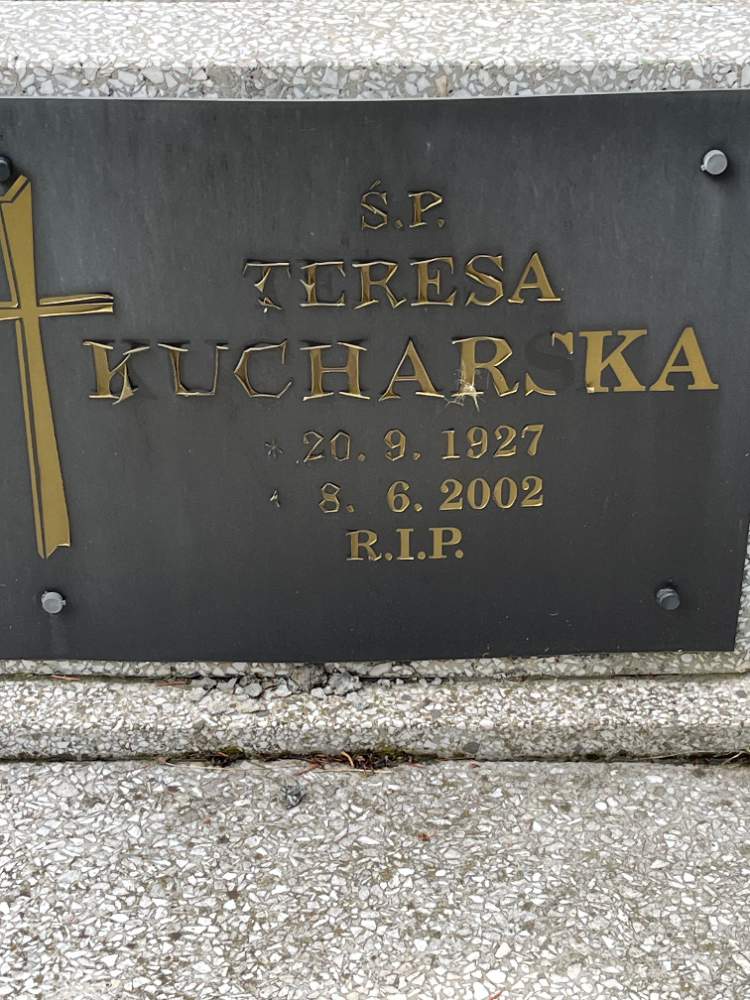 Ś.P.
TERESA
KUCHARSKA
* 20. 9. 1927
8. 6. 2002
R.I.P.